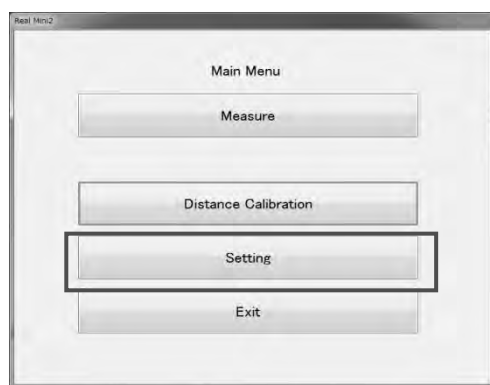 Real Mini2
Main Menu
Measure
Distance Calibration
Setting
Exit